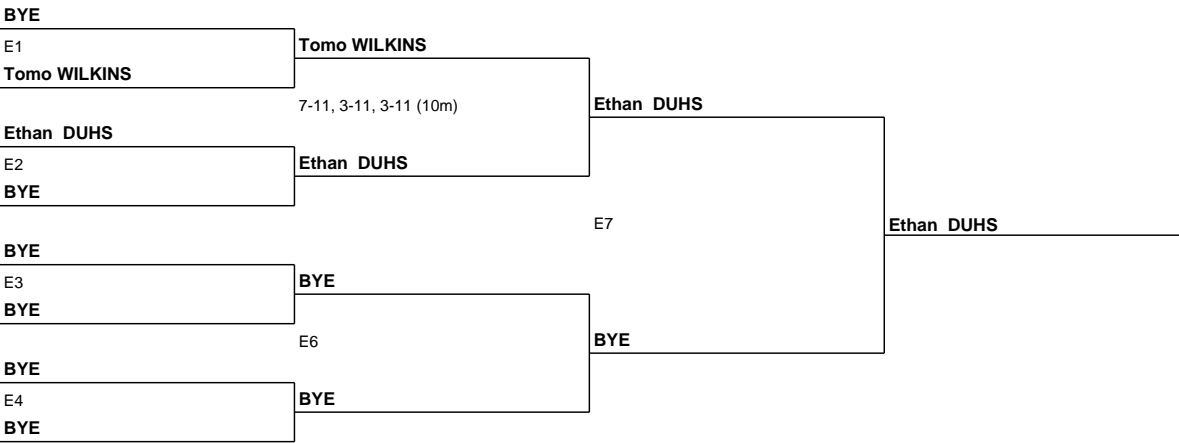 BYE
E1
Tomo WILKINS
Tomo WILKINS
7-11, 3-11, 3-11 (10m)
Ethan  DUHS
Ethan  DUHS
E2
Ethan  DUHS
BYE
E7
Ethan  DUHS
BYE
E3
BYE
BYE
E6
BYE
BYE
E4
BYE
BYE